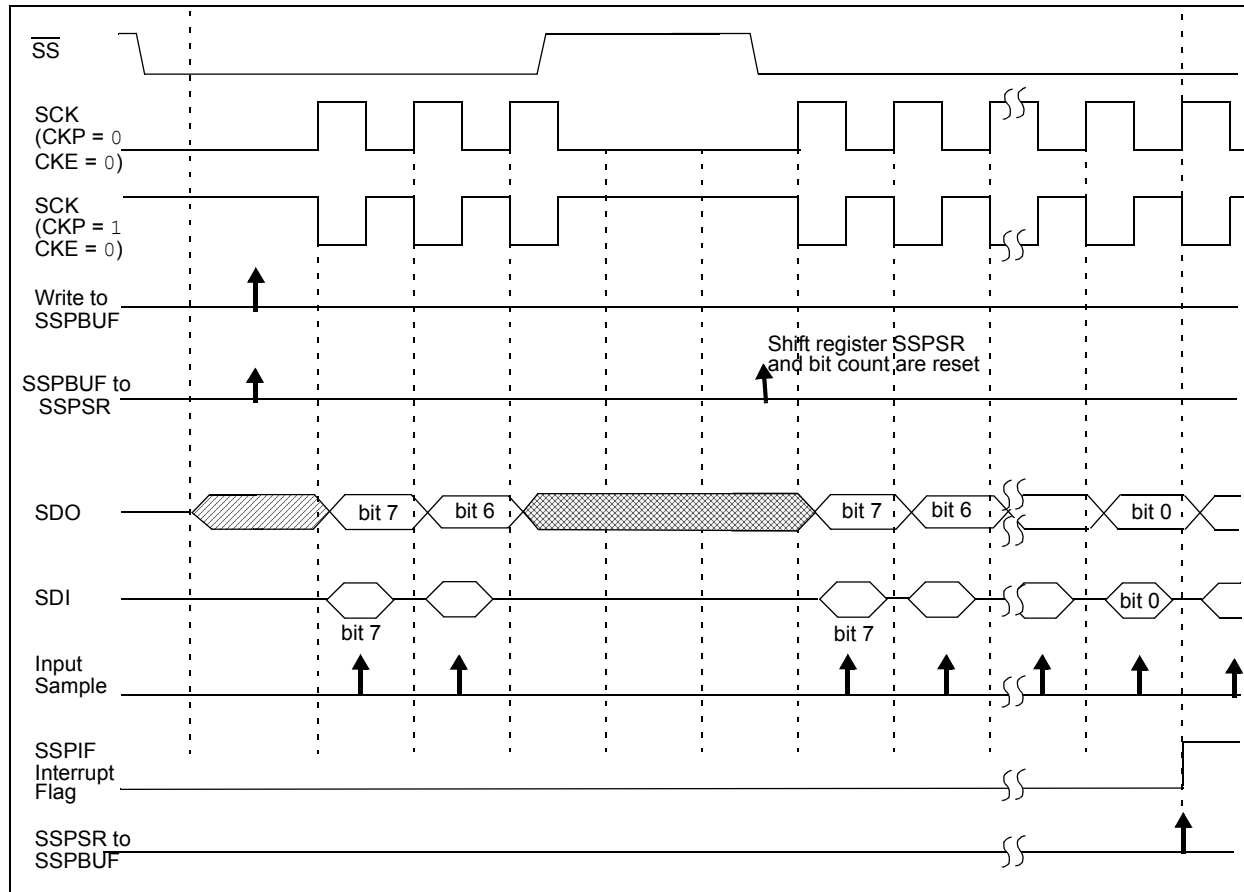 SS
SCK
(CKP = 0
CKE = 0)
SCK
(CKP = 1
CKE = 0)
Write to
SSPBUF
Shift register SSPSR
and bit count are reset
SSPBUF to
SSPSR
SDO
bit 7
bit 6
bit 7
bit 6
bit 0
SDI
bit 7
bit 7
bit 0
Input
Sample
SSPIF
Interrupt
Flag
SSPSR to
SSPBUF